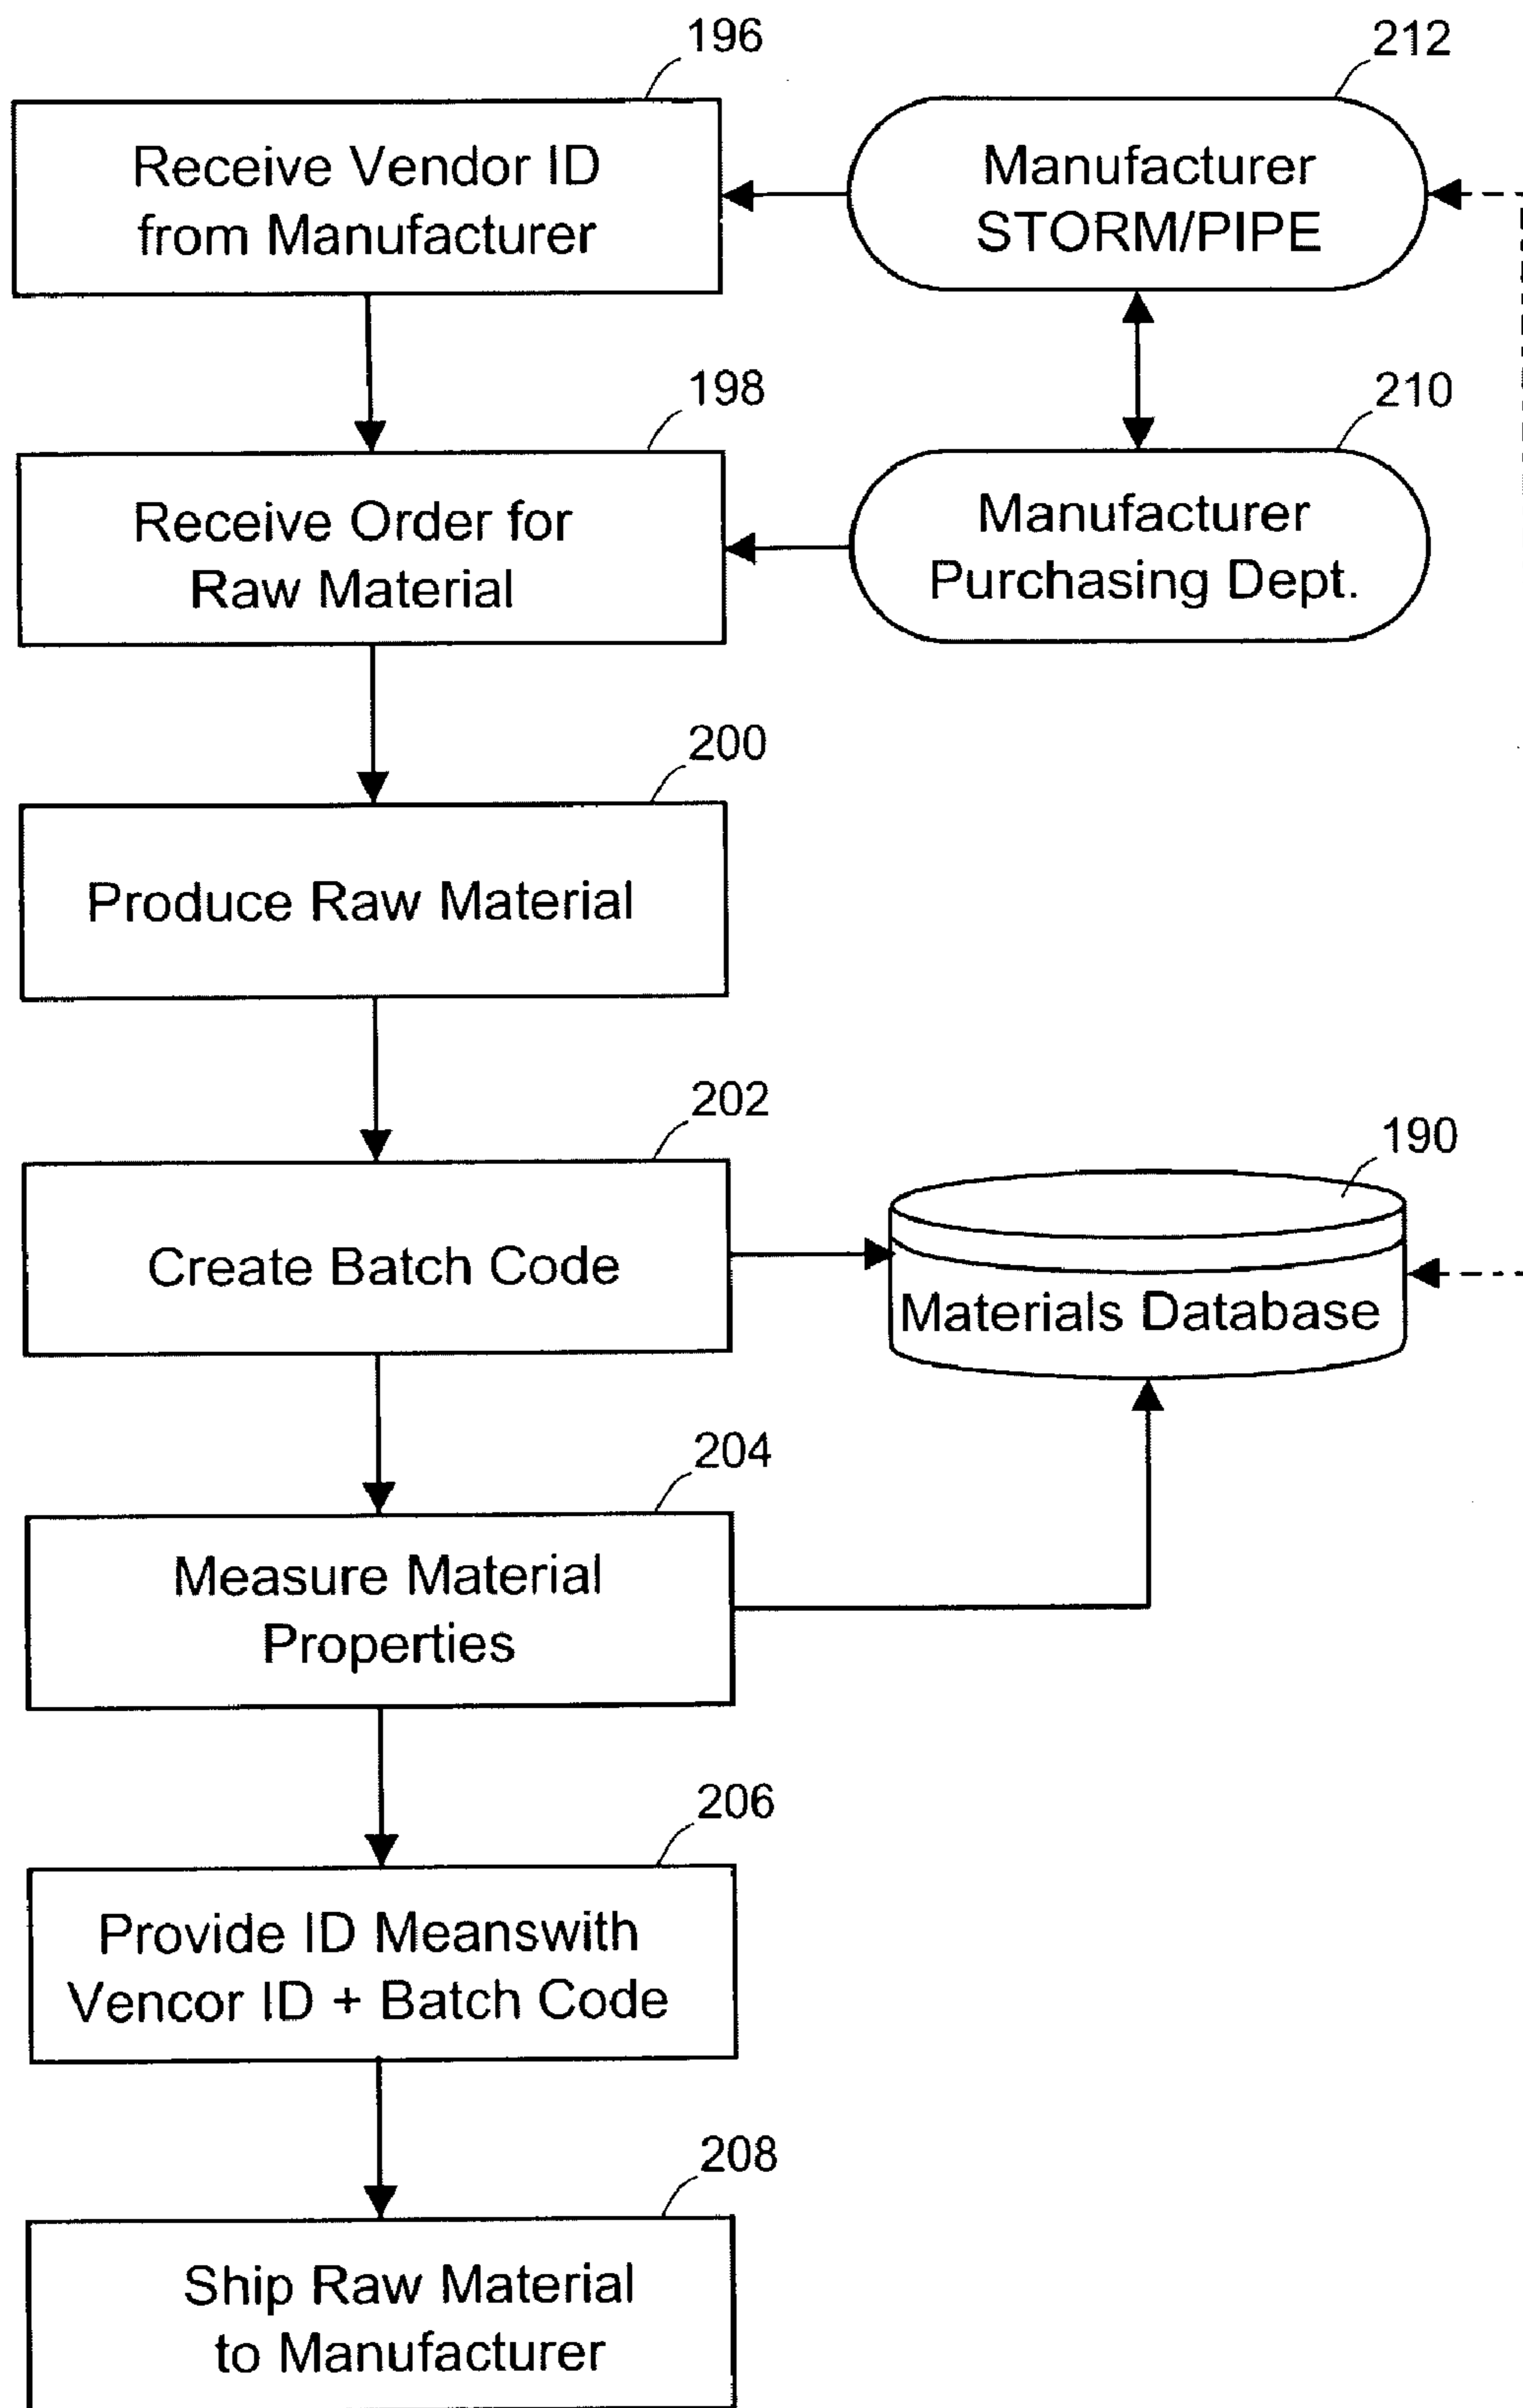 196
212
Receive Vendor ID
from Manufacturer
Manufacturer
STORM/PIPE
198
210
Receive Order for
Raw Material
Manufacturer
Purchasing Dept.
200
Produce Raw Material
202
190
Create Batch Code
Materials Database
204
Measure Material
Properties
206
Provide ID Meanswith
Vencor ID + Batch Code
208
Ship Raw Material
to Manufacturer